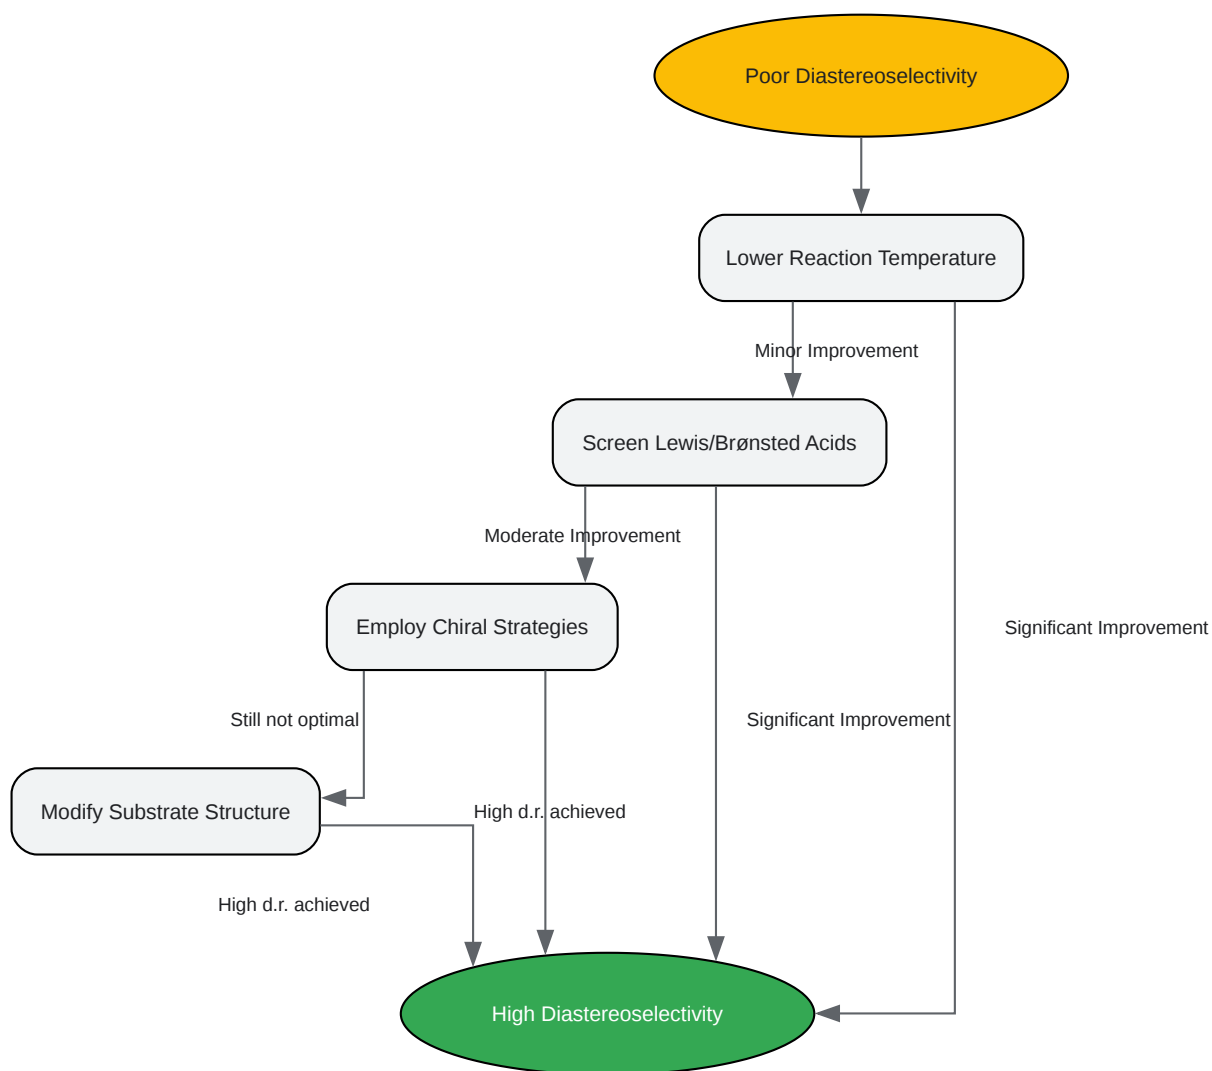 Poor Diastereoselectivity
Lower Reaction Temperature
Minor Improvement
Screen Lewis/Brønsted Acids
Moderate Improvement
Employ Chiral Strategies
Significant Improvement
Still not optimal
Significant Improvement
Modify Substrate Structure
High d.r. achieved
High d.r. achieved
High Diastereoselectivity